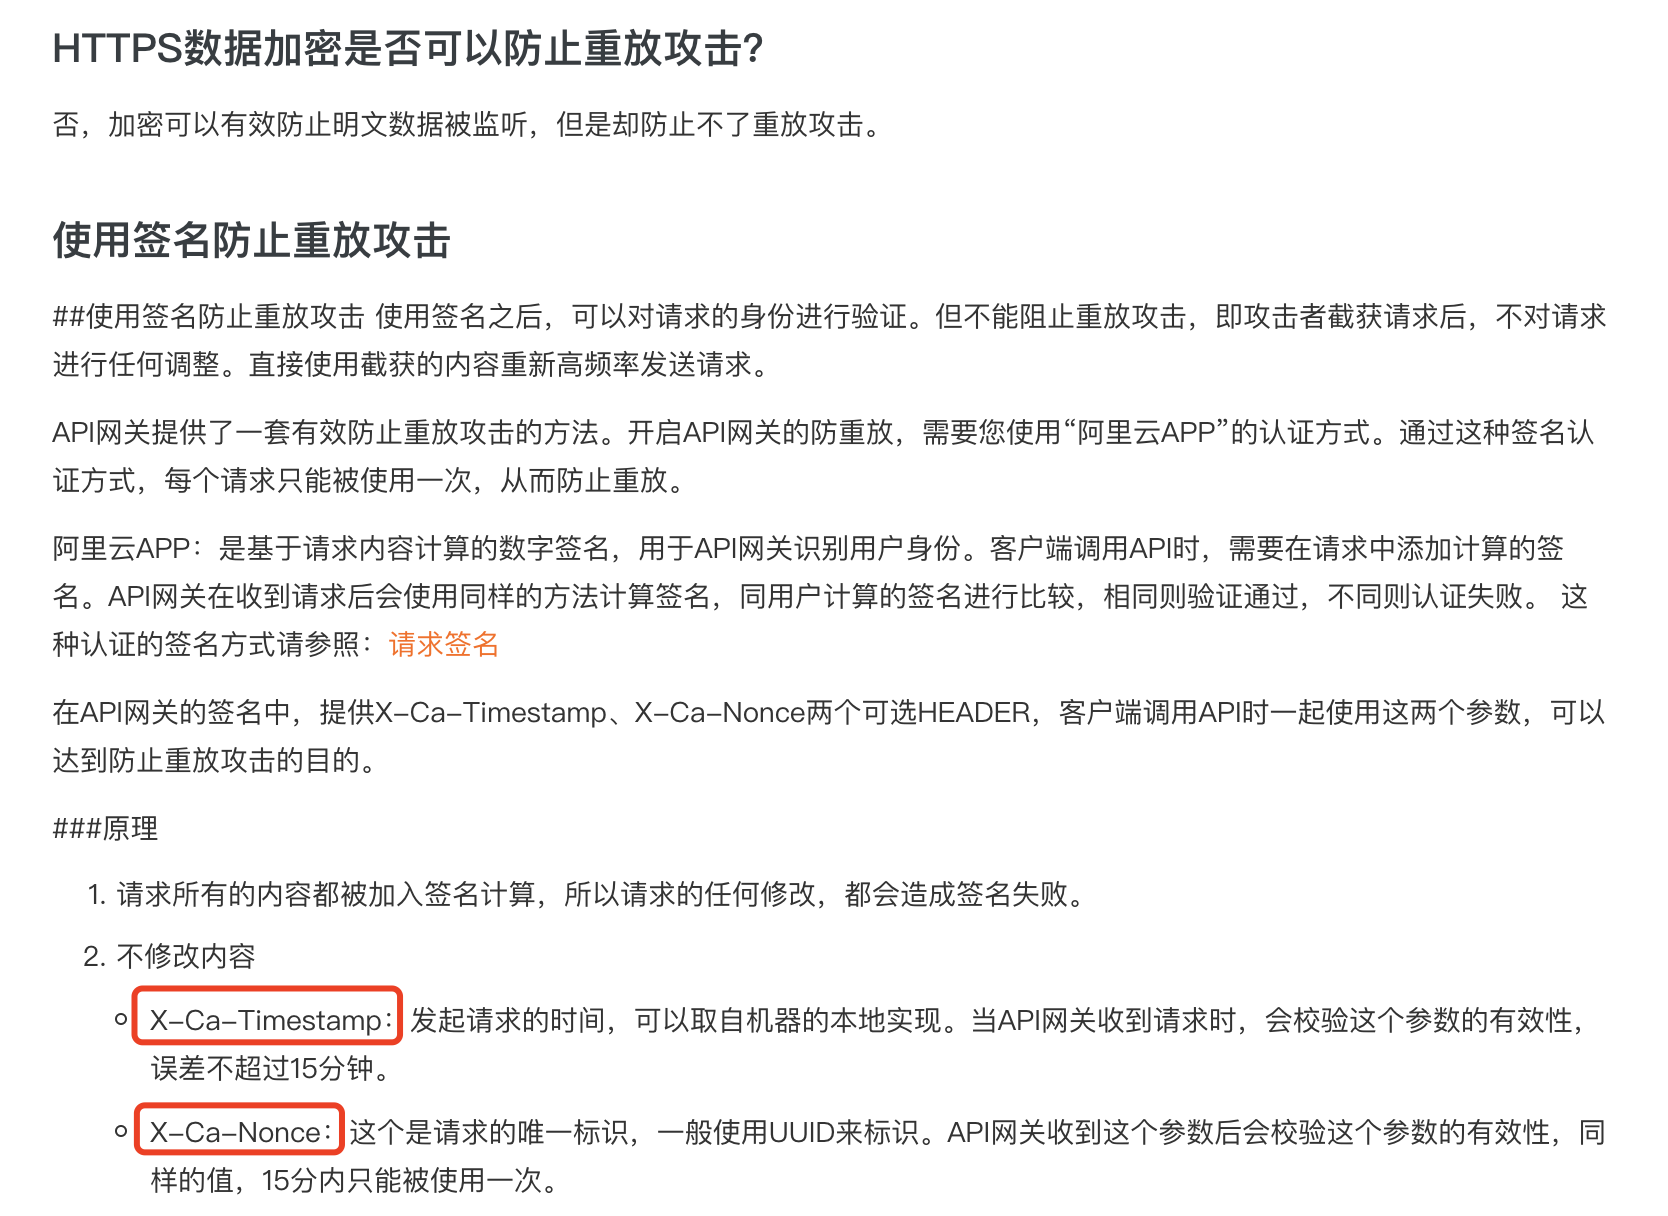 HTTPS数据加密是否可以防止重放攻击?
否，加密可以有效防止明文数据被监听，但是却防止不了重放攻击。
使用签名防止重放攻击
##使用签名防止重放攻击 使用签名之后，可以对请求的身份进行验证。但不能阻止重放攻击，即攻击者截获请求后，不对请求
进行任何调整。直接使用截获的内容重新高频率发送请求。
API网关提供了一套有效防止重放攻击的方法。开启API网关的防重放，需要您使用“阿里云APP”的认证方式。通过这种签名认
证方式，每个请求只能被使用一次，从而防止重放。
阿里云APP：是基于请求内容计算的数字签名，用于API网关识别用户身份。客户端调用API时，需要在请求中添加计算的签
名。API网关在收到请求后会使用同样的方法计算签名，同用户计算的签名进行比较，相同则验证通过，不同则认证失败。 这
种认证的签名方式请参照：请求签名
在API网关的签名中，提供X-Ca-Timestamp、X-Ca-Nonce两个可选HEADER，客户端调用API时一起使用这两个参数，可以
达到防止重放攻击的目的。
###原理
1. 请求所有的内容都被加入签名计算，所以请求的任何修改，都会造成签名失败。
2. 不修改内容
X-Ca-Timestamp：发起请求的时间，可以取自机器的本地实现。当API网关收到请求时，会校验这个参数的有效性，
误差不超过15分钟。
X-Ca-Nonce：这个是请求的唯一标识，一般使用UUID来标识。API网关收到这个参数后会校验这个参数的有效性，同
样的值，15分内只能被使用一次。